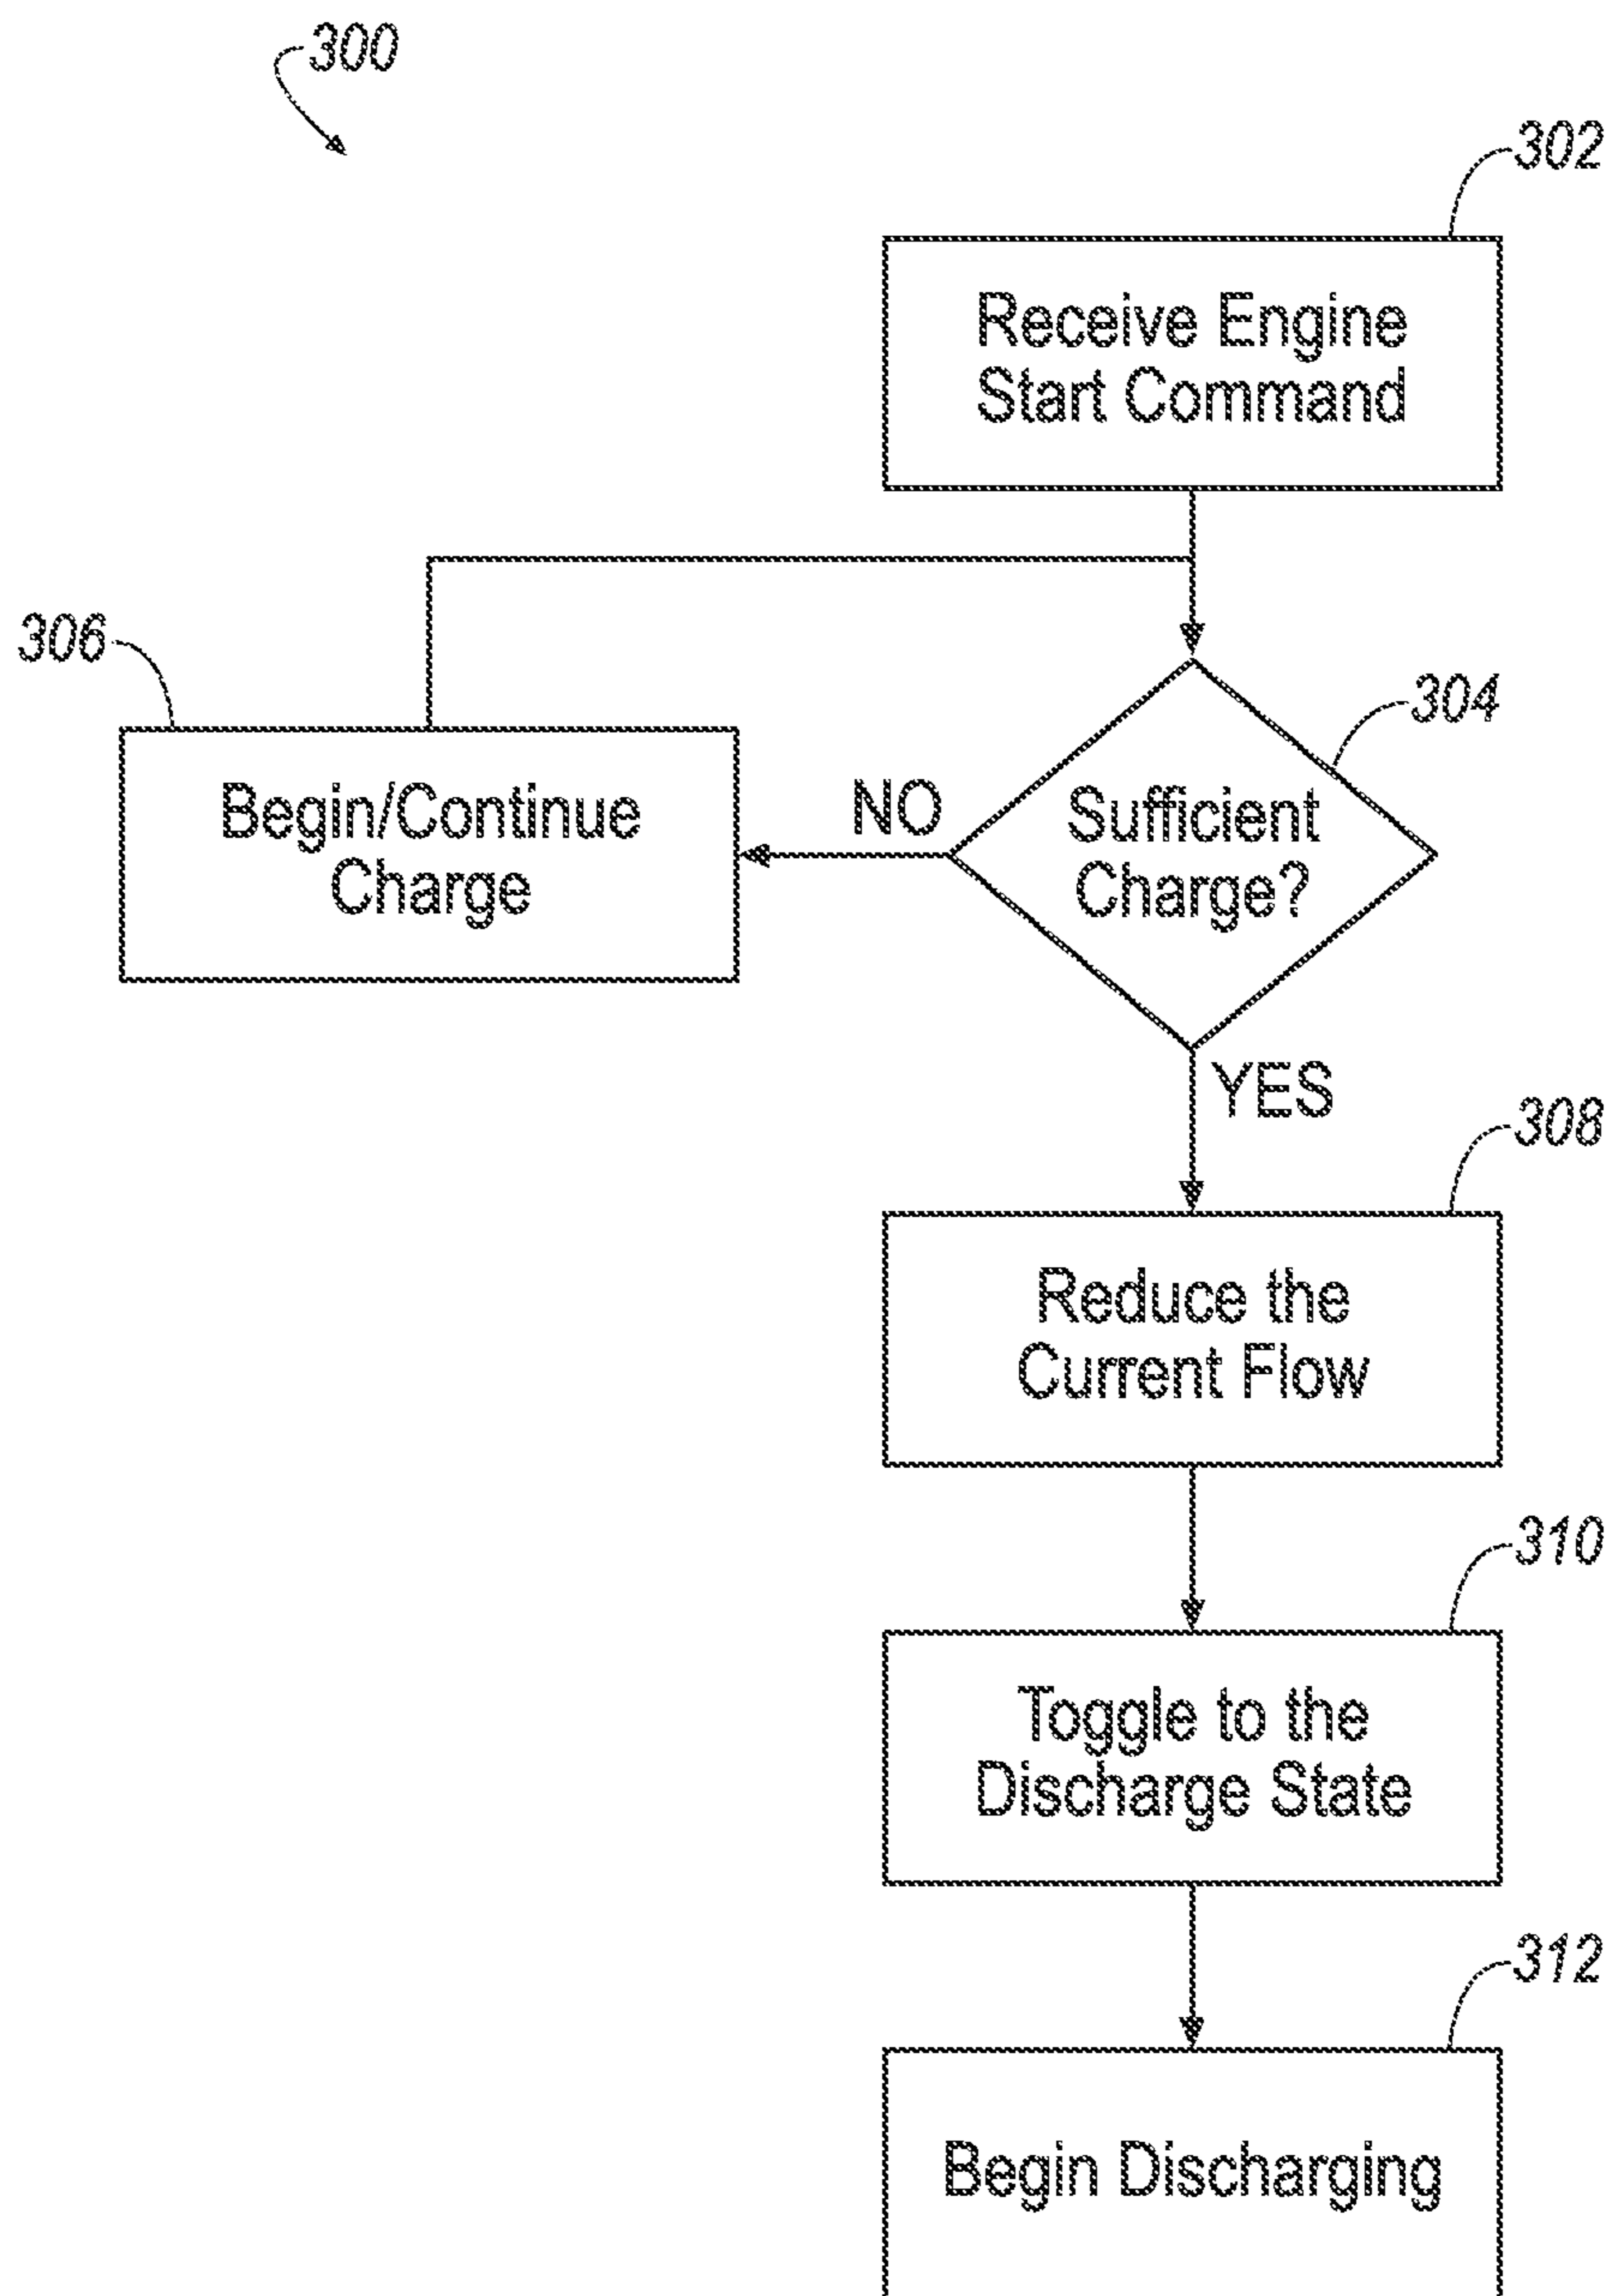 300
302
Receive Engine
Start Command
306
304
Begin/Continue
Charge
NO
Sufficient
Charge?
YES
308
Reduce the
Current Flow
310
Toggle to the
Discharge State
312
Begin Discharging